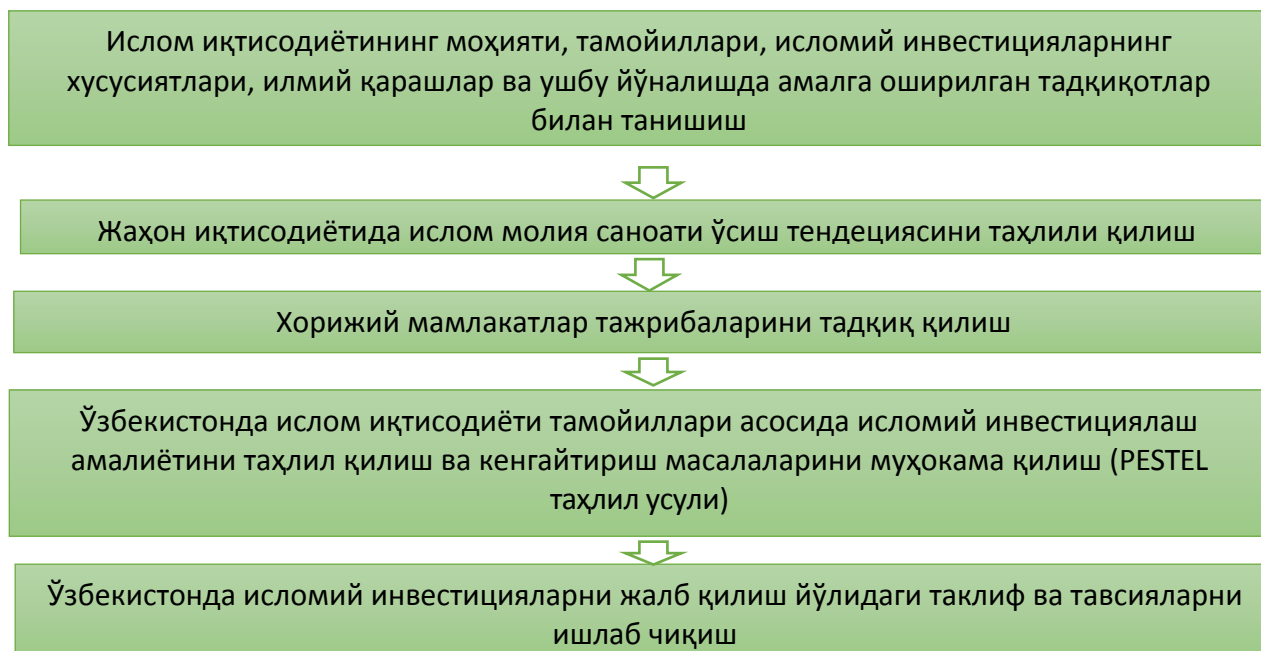 Ислом иқтисодиётининг моҳияти, тамойиллари, исломий инвестицияларнинг
хусусиятлари, илмий қарашлар ва ушбу йўналишда амалга оширилган тадқиқотлар
билан танишиш
Жаҳон иқтисодиётида ислом молия саноати ўсиш тендециясини таҳлили қилиш
Хорижий мамлакатлар тажрибаларини тадқиқ қилиш
Ўзбекистонда ислом иқтисодиёти тамойиллари асосида исломий инвестициялаш
амалиётини таҳлил қилиш ва кенгайтириш масалаларини муҳокама қилиш (PESTEL
таҳлил усули)
Ўзбекистонда исломий инвестицияларни жалб қилиш йўлидаги таклиф ва тавсияларни
ишлаб чиқиш